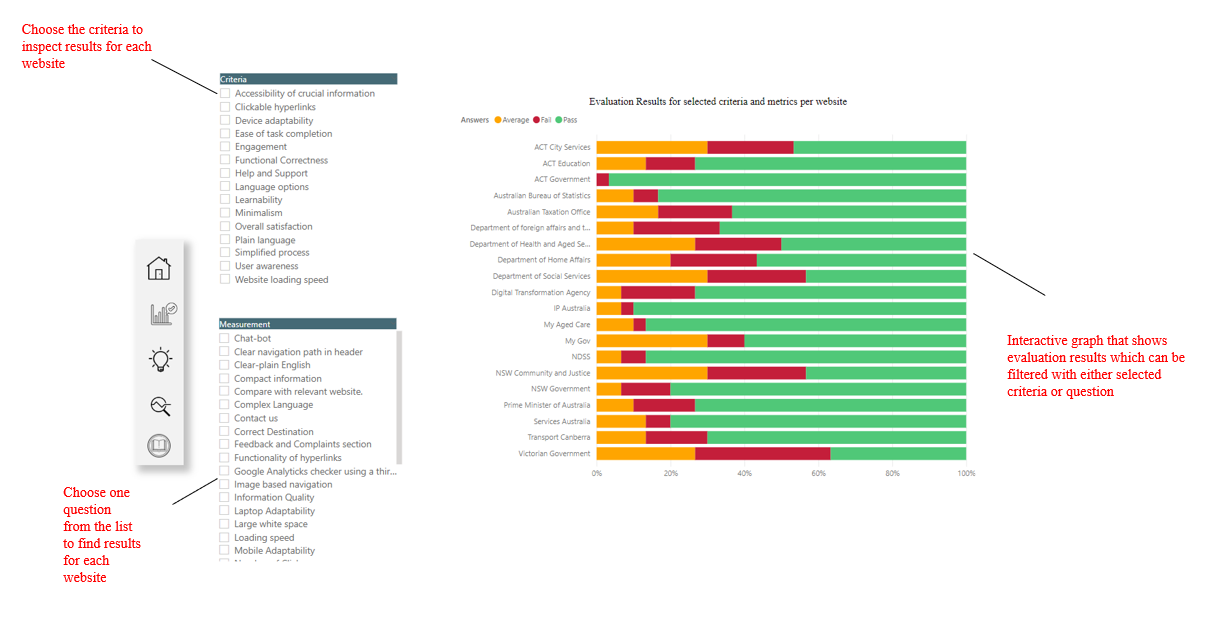 Choose the criteria to
inspect results for each
website
Criteria
Accessibility of crucial information
Clickable hyperlinks
Device adaptability
Ease of task completion
Engagement
Functional Correctness
Help and Support
Language options
Learnability
Minimalism
Overall satisfaction
Plain language
Simplified process
User awareness
Website loading speed
Measurement
Chat-bot
Clear navigation path in header
Clear-plain English
Compact information
Compare with relevant website.
Complex Language
Contact us
Correct Destination
Feedback and Complaints section
Functionality of hyperlinks
Google Analyticks checker using a thir...
Image based navigation
Information Quality
Laptop Adaptability
Large white space
Loading speed
Mobile Adaptability
Choose one
question
from the list
to find results
for each
website
Evaluation Results for selected criteria and metrics per website
Answers Average Fail Pass
ACT City Services
ACT Education
ACT Government
Australian Bureau of Statistics
Australian Taxation Office
Department of foreign affairs and t...
Department of Health and Aged Se...
Department of Home Affairs
Department of Social Services
Digital Transformation Agency
IP Australia
My Aged Care
My Gov
NDSS
NSW Community and Justice
NSW Government
Prime Minister of Australia
Services Australia
Transport Canberra
Victorian Government
0% 20% 40% 60% 80% 100%
Interactive graph that shows
evaluation results which can be
filtered with either selected
criteria or question